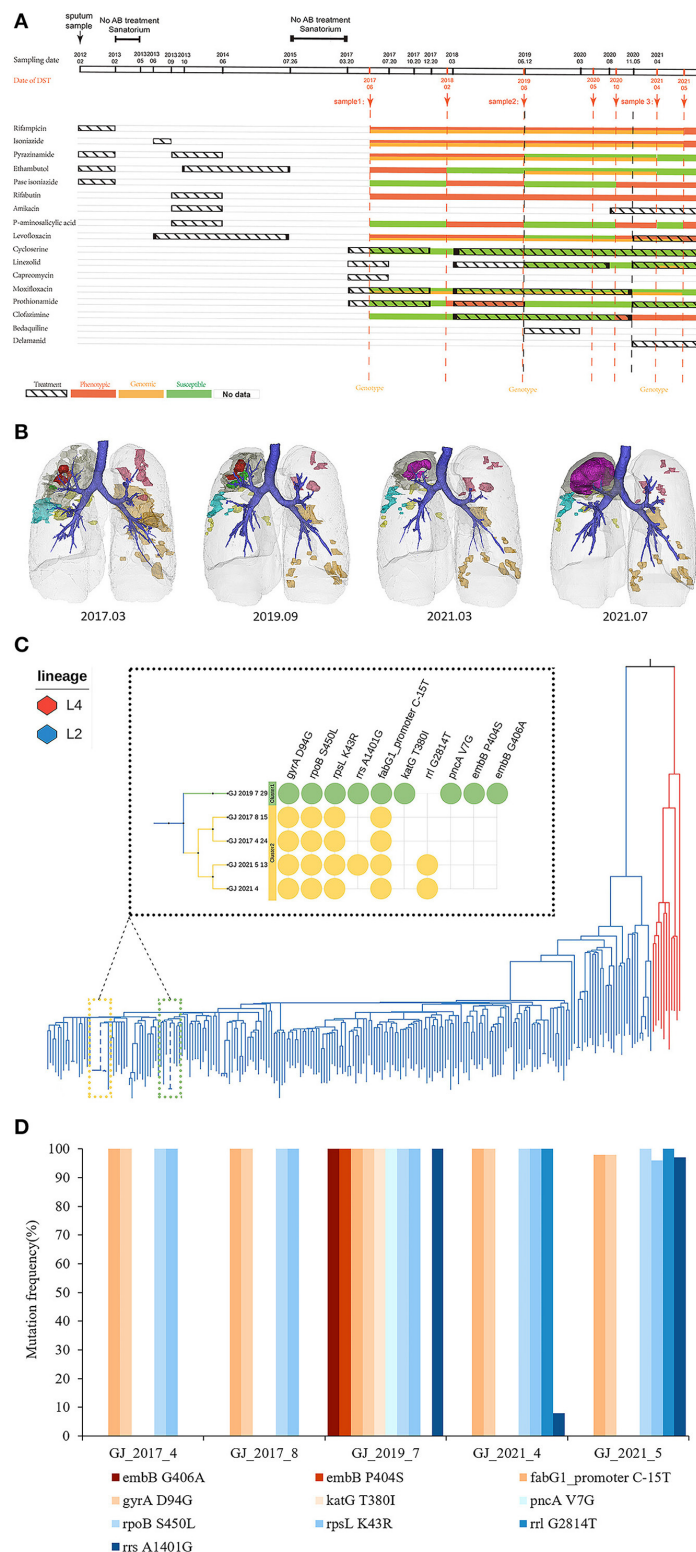 A
sputum
sample
No AB treatment
Sanatorium
No AB treatment
Sanatorium
Sampling date
2012
02
2013
02
2013
05
2013
06
2013
09
2013
10
2014
06
2015
07.26
2017
03.20
2017
07.20
2017
10.20
2017
12.20
2018
03
2019
06.12
2020
03
2020
08
2020
11.05
2021
04
Date of DST
2017
05
2018
02
2019
06
2020
05
2020
10
2021
04
2021
05
sample1 :
sample2:
sample 3 :
Rifampicin
Isoniazide
Pyrazinamide
Ethambutol
Pase isoniazide
Rifabutin
Amikacin
P-aminosalicylic acid
Levofloxacin
Cycloserine
Linezolid
Capreomycin
Moxifloxacin
Prothionamide
Clofazimine
Bedaquiline
Delamanid
Treatment
Phenotypic
Genomic
Susceptible
No data
Genotype
Genotype
Genotype
B
2017.03
2019.09
2021.03
2021.07
C
lineage
L4
L2
gyrA D94G
rpoB S450L
rpsL K43R
rrs A1401G
fabG1_promoter C-15T
katG T380I
rrl G2814T
pncA V7G
embB P404S
embB G406A
GJ 2019 7 29
GJ 2017 8 15
GJ 2017 4 24
GJ 2021 5 13
GJ 2021 4
Cluster1
Cluster2
D
Mutation frequency(%)
100
90
80
70
60
50
40
30
20
10
0
GJ_2017_4
GJ_2017_8
GJ_2019_7
GJ_2021_4
GJ_2021_5
embB G406A
embB P404S
fabG1_promoter C-15T
gyrA D94G
katG T380I
pncA V7G
rpoB S450L
rpsL K43R
rrl G2814T
rrs A1401G